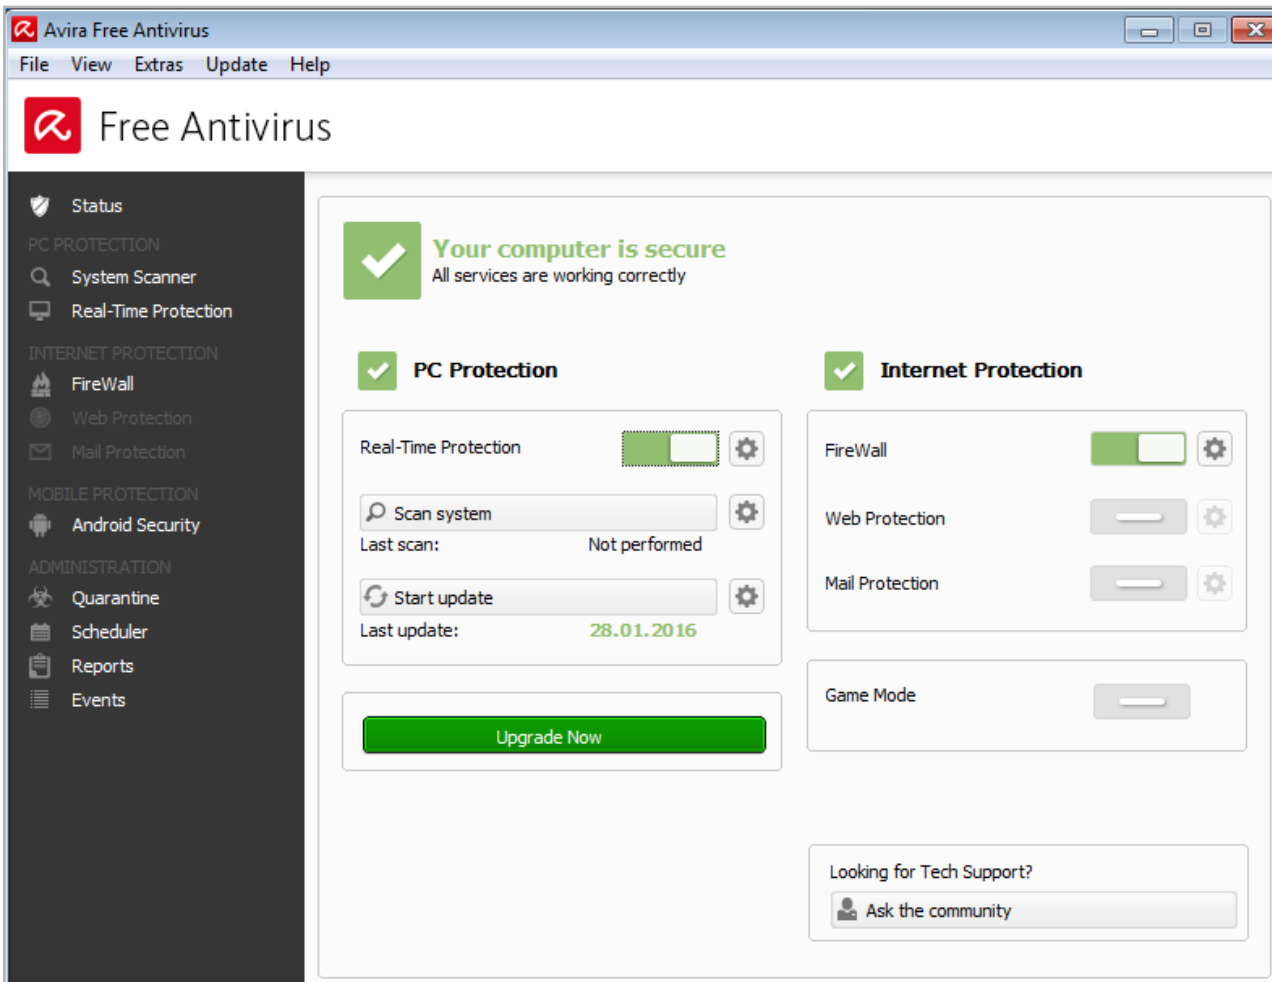 Avira Free Antivirus
File View Extras Update Help
Free Antivirus
Status
PC PROTECTION
System Scanner
Real-Time Protection
INTERNET PROTECTION
FireWall
Web Protection
Mail Protection
MOBILE PROTECTION
Android Security
ADMINISTRATION
Quarantine
Scheduler
Reports
Events
Your computer is secure
All services are working correctly
PC Protection
Real-Time Protection
Scan system
Last scan: Not performed
Start update
Last update: 28.01.2016
Upgrade Now
Internet Protection
FireWall
Web Protection
Mail Protection
Game Mode
Looking for Tech Support?
Ask the community